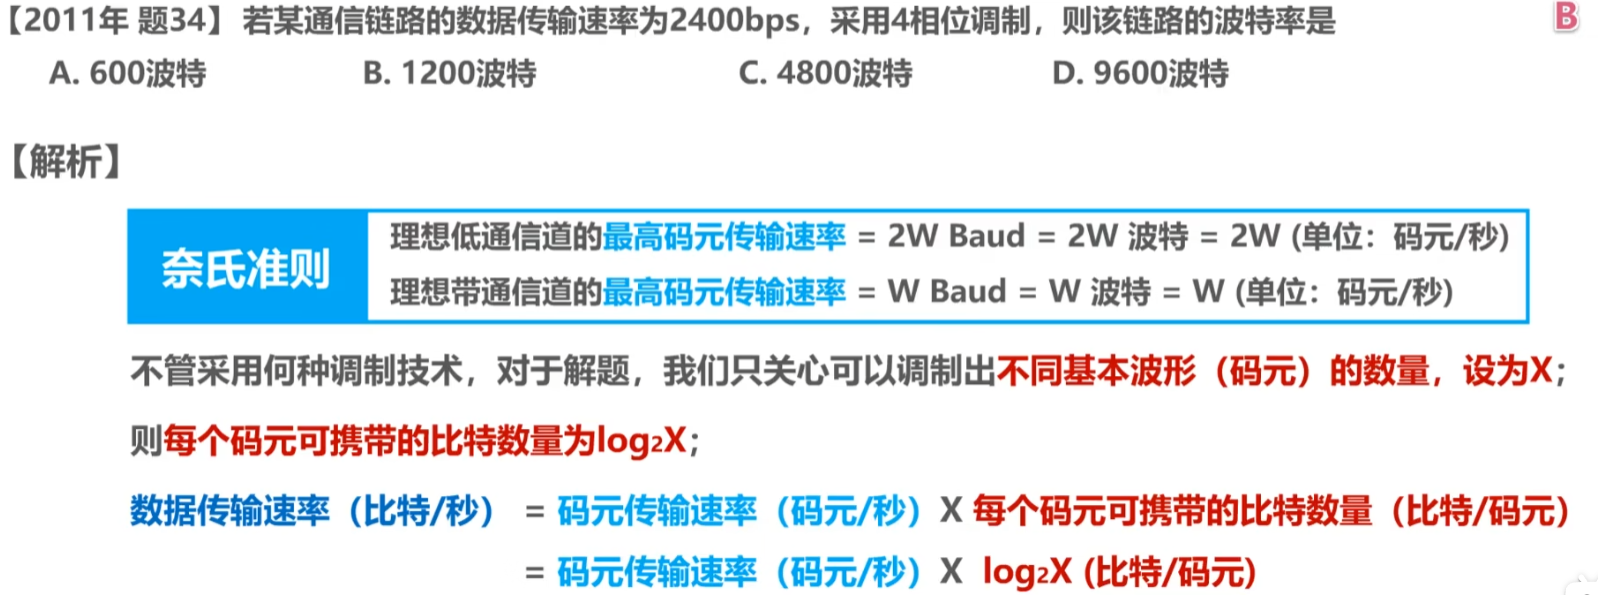 【2011年 题34】 若某通信链路的数据传输速率为2400bps，采用4相位调制，则该链路的波特率是
B
A. 600波特 B. 1200波特 C. 4800波特 D. 9600波特
【解析】
奈氏准则
理想低通信道的最高码元传输速率 = 2W Baud = 2W 波特 = 2W (单位：码元/秒)
理想带通信道的最高码元传输速率 = W Baud = W 波特 = W (单位：码元/秒)
不管采用何种调制技术，对于解题，我们只关心可以调制出不同基本波形（码元）的数量，设为X；
则每个码元可携带的比特数量为log₂X；
数据传输速率（比特/秒） = 码元传输速率（码元/秒）X 每个码元可携带的比特数量（比特/码元）
= 码元传输速率（码元/秒）X log₂X (比特/码元)